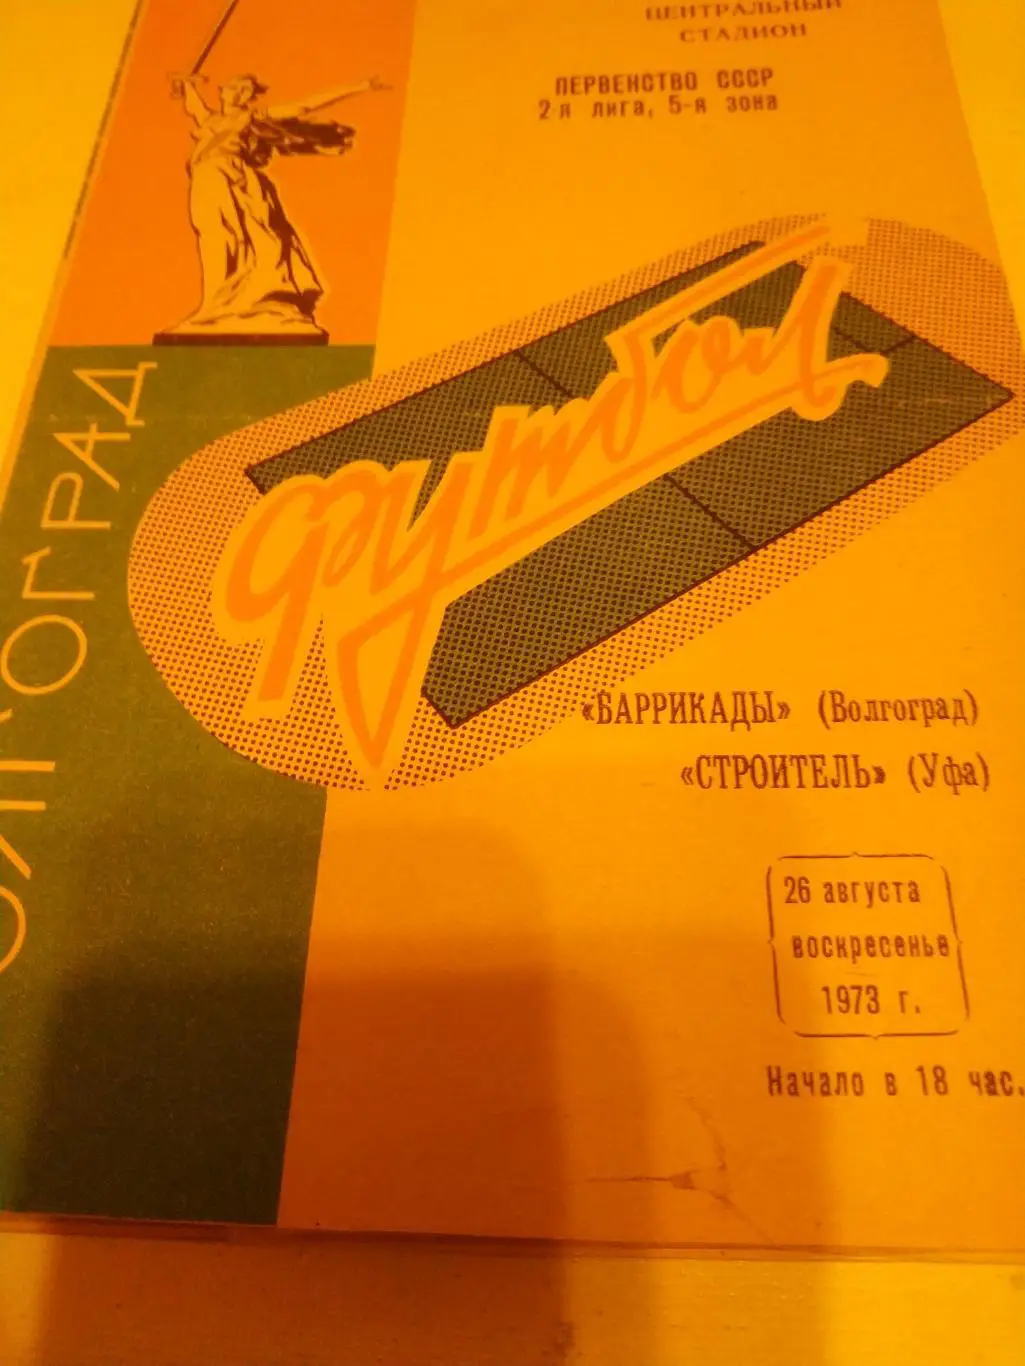 ЦЕНТРАЛЬНЫЙ
СТАДИОН
ПЕРВЕНСТВО СССР
2-я лига, 5-я зона
ВОЛГОГРАД
футбол
«БАРРИКАДЫ» (Волгоград)
«СТРОИТЕЛЬ» (Уфа)
26 августа
воскресенье
1973 г.
Начало в 18 час.